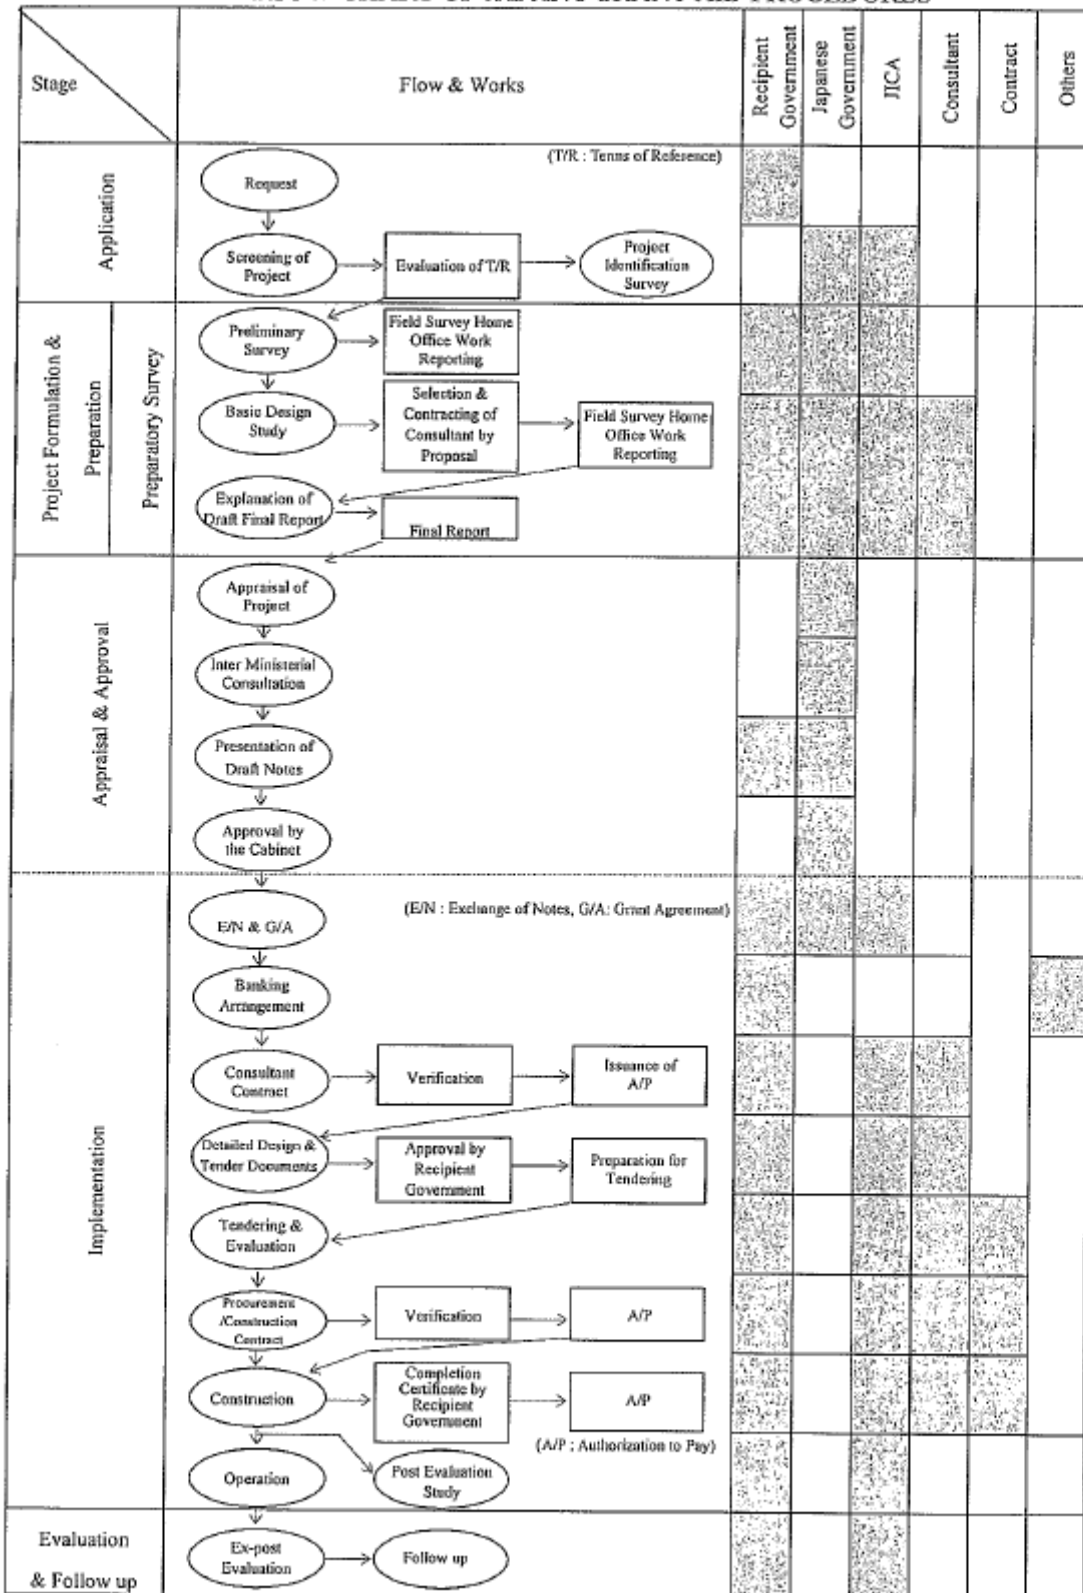 PROCEDURES
Stage
Flow & Works
Recipient
Government
Japanese
Government
JICA
Consultant
Contract
Others
Application
(T/R : Terms of Reference)
Request
Screening of
Project
Evaluation of T/R
Project
Identification
Survey
Project Formulation &
Preparation
Preparatory Survey
Preliminary
Survey
Field Survey Home
Office Work
Reporting
Basic Design
Study
Selection &
Contracting of
Consultant by
Proposal
Field Survey Home
Office Work
Reporting
Explanation of
Draft Final Report
Final Report
Appraisal & Approval
Appraisal of
Project
Inter Ministerial
Consultation
Presentation of
Draft Notes
Approval by
the Cabinet
Implementation
E/N & G/A
(E/N : Exchange of Notes, G/A: Grant Agreement)
Banking
Arrangement
Consultant
Contract
Verification
Issuance of
A/P
Detailed Design &
Tender Documents
Approval by
Recipient
Government
Preparation for
Tendering
Tendering &
Evaluation
Procurement
/Construction
Contract
Verification
A/P
Construction
Completion
Certificate by
Recipient
Government
A/P
(A/P : Authorization to Pay)
Operation
Post Evaluation
Study
Evaluation
& Follow up
Ex-post
Evaluation
Follow up